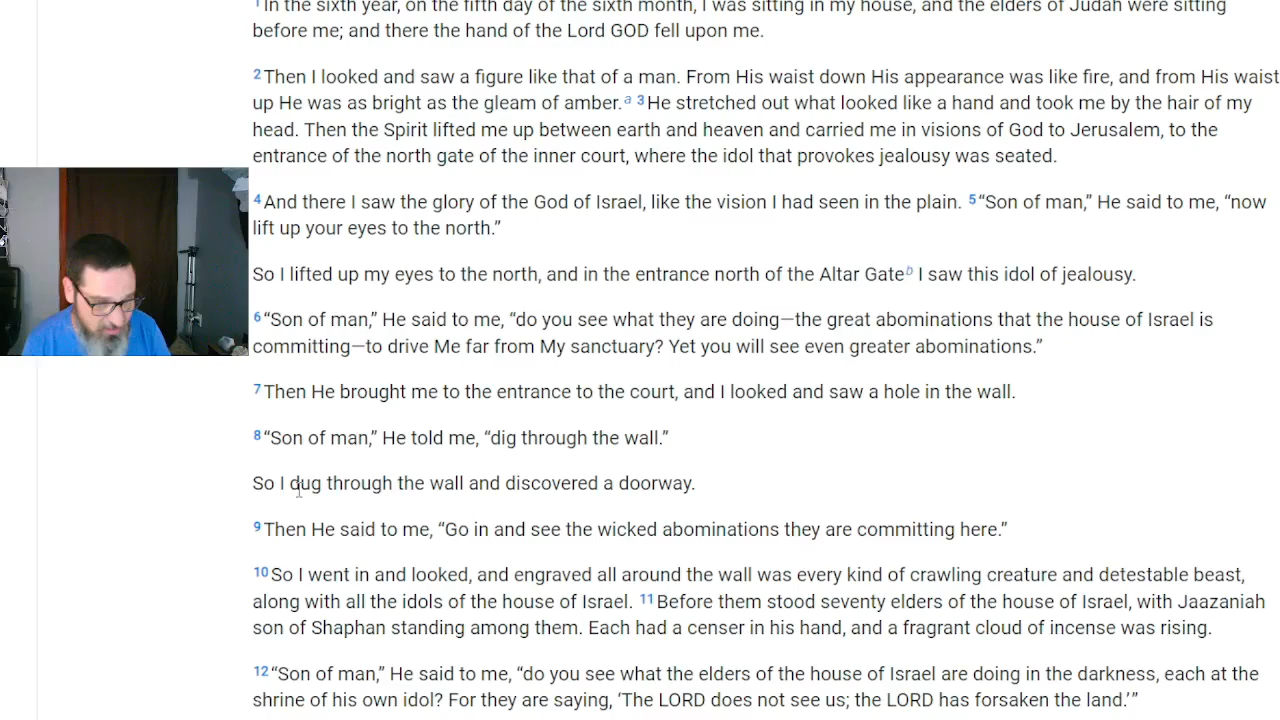 1 In the sixth year, on the fifth day of the sixth month, I was sitting in my house, and the elders of Judah were sitting
before me; and there the hand of the Lord GOD fell upon me.
2 Then I looked and saw a figure like that of a man. From His waist down His appearance was like fire, and from His waist
up He was as bright as the gleam of amber.a 3 He stretched out what looked like a hand and took me by the hair of my
head. Then the Spirit lifted me up between earth and heaven and carried me in visions of God to Jerusalem, to the
entrance of the north gate of the inner court, where the idol that provokes jealousy was seated.
4 And there I saw the glory of the God of Israel, like the vision I had seen in the plain. 5 “Son of man,” He said to me, “now
lift up your eyes to the north.”
So I lifted up my eyes to the north, and in the entrance north of the Altar Gateb I saw this idol of jealousy.
6 “Son of man,” He said to me, “do you see what they are doing—the great abominations that the house of Israel is
committing—to drive Me far from My sanctuary? Yet you will see even greater abominations.”
7 Then He brought me to the entrance to the court, and I looked and saw a hole in the wall.
8 “Son of man,” He told me, “dig through the wall.”
So I dug through the wall and discovered a doorway.
9 Then He said to me, “Go in and see the wicked abominations they are committing here.”
10 So I went in and looked, and engraved all around the wall was every kind of crawling creature and detestable beast,
along with all the idols of the house of Israel. 11 Before them stood seventy elders of the house of Israel, with Jaazaniah
son of Shaphan standing among them. Each had a censer in his hand, and a fragrant cloud of incense was rising.
12 “Son of man,” He said to me, “do you see what the elders of the house of Israel are doing in the darkness, each at the
shrine of his own idol? For they are saying, ‘The LORD does not see us; the LORD has forsaken the land.’”